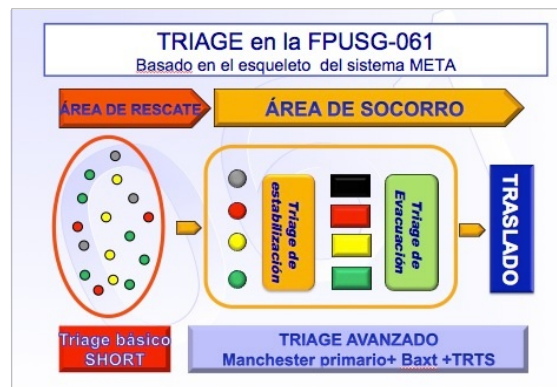 TRIAGE en la FPUSG-061
Basado en el esqueleto del sistema META
ÁREA DE RESCATE
ÁREA DE SOCORRO
Triage de
estabilización
Triage de
Evacuación
TRASLADO
Triage básico
SHORT
TRIAGE AVANZADO
Manchester primario+ Baxt +TRTS